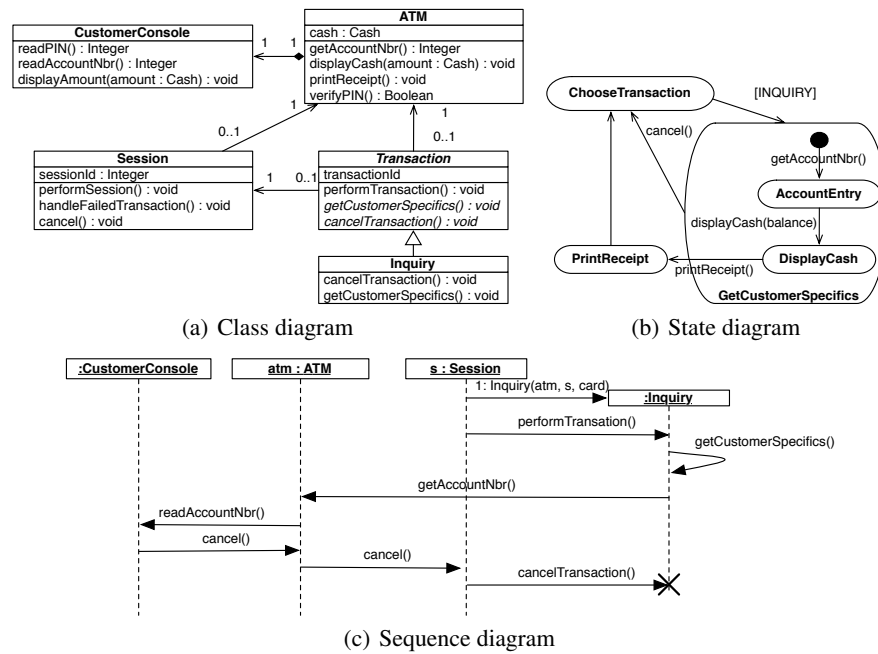 ATM
cash : Cash
getAccountNbr() : Integer
displayCash(amount : Cash) : void
printReceipt() : void
verifyPIN() : Boolean
CustomerConsole
readPIN() : Integer
readAccountNbr() : Integer
displayAmount(amount : Cash) : void
1
1
1
0..1
1
0..1
Session
sessionId : Integer
performSession() : void
handleFailedTransaction() : void
cancel() : void
1
0..1
Transaction
transactionId
performTransaction() : void
getCustomerSpecifics() : void
cancelTransaction() : void
Inquiry
cancelTransaction() : void
getCustomerSpecifics() : void
(a) Class diagram
ChooseTransaction
[INQUIRY]
cancel()
getAccountNbr()
AccountEntry
displayCash(balance)
PrintReceipt
DisplayCash
printReceipt()
GetCustomerSpecifics
(b) State diagram
:CustomerConsole
atm : ATM
s : Session
1: Inquiry(atm, s, card)
:Inquiry
performTransation()
getCustomerSpecifics()
getAccountNbr()
readAccountNbr()
cancel()
cancel()
cancelTransaction()
(c) Sequence diagram